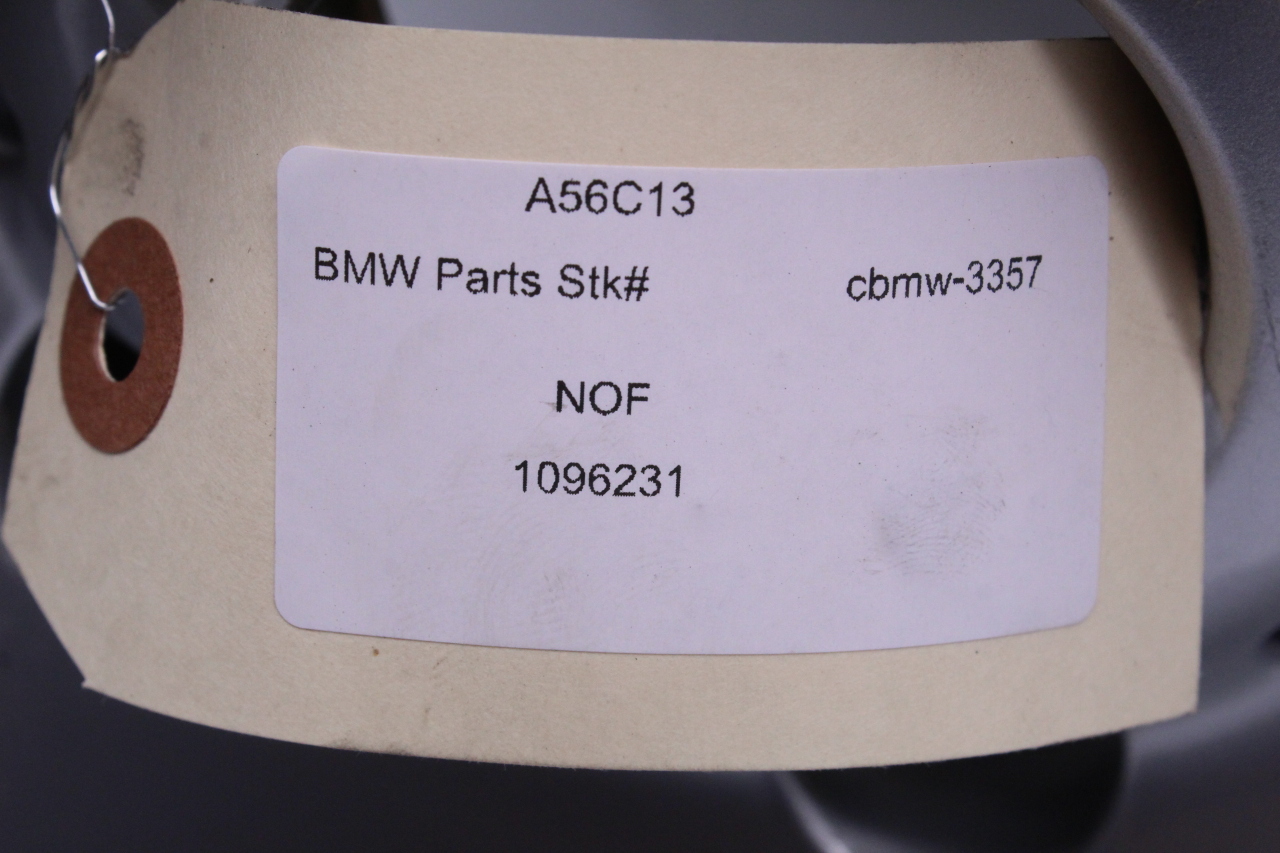 A56C13
BMW Parts Stk# cbmw-3357
NOF
1096231